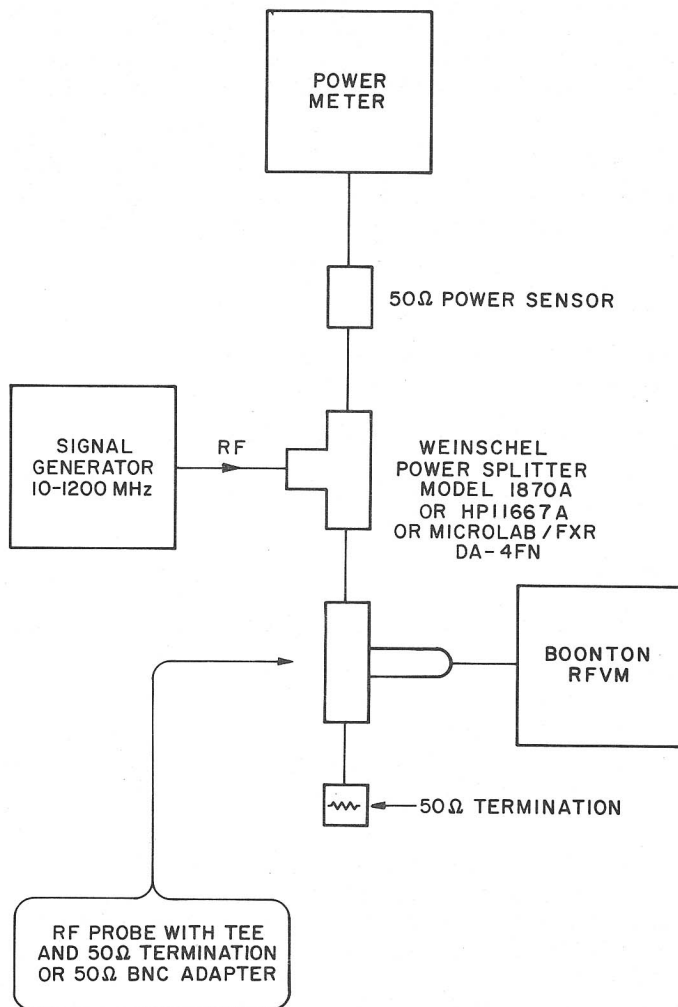 POWER
METER
50Ω POWER SENSOR
SIGNAL
GENERATOR
10-1200 MHz
RF
WEINSCHEL
POWER SPLITTER
MODEL 1870A
OR HP11667A
OR MICROLAB/FXR
DA-4FN
BOONTON
RFVM
50Ω TERMINATION
RF PROBE WITH TEE
AND 50Ω TERMINATION
OR 50Ω BNC ADAPTER